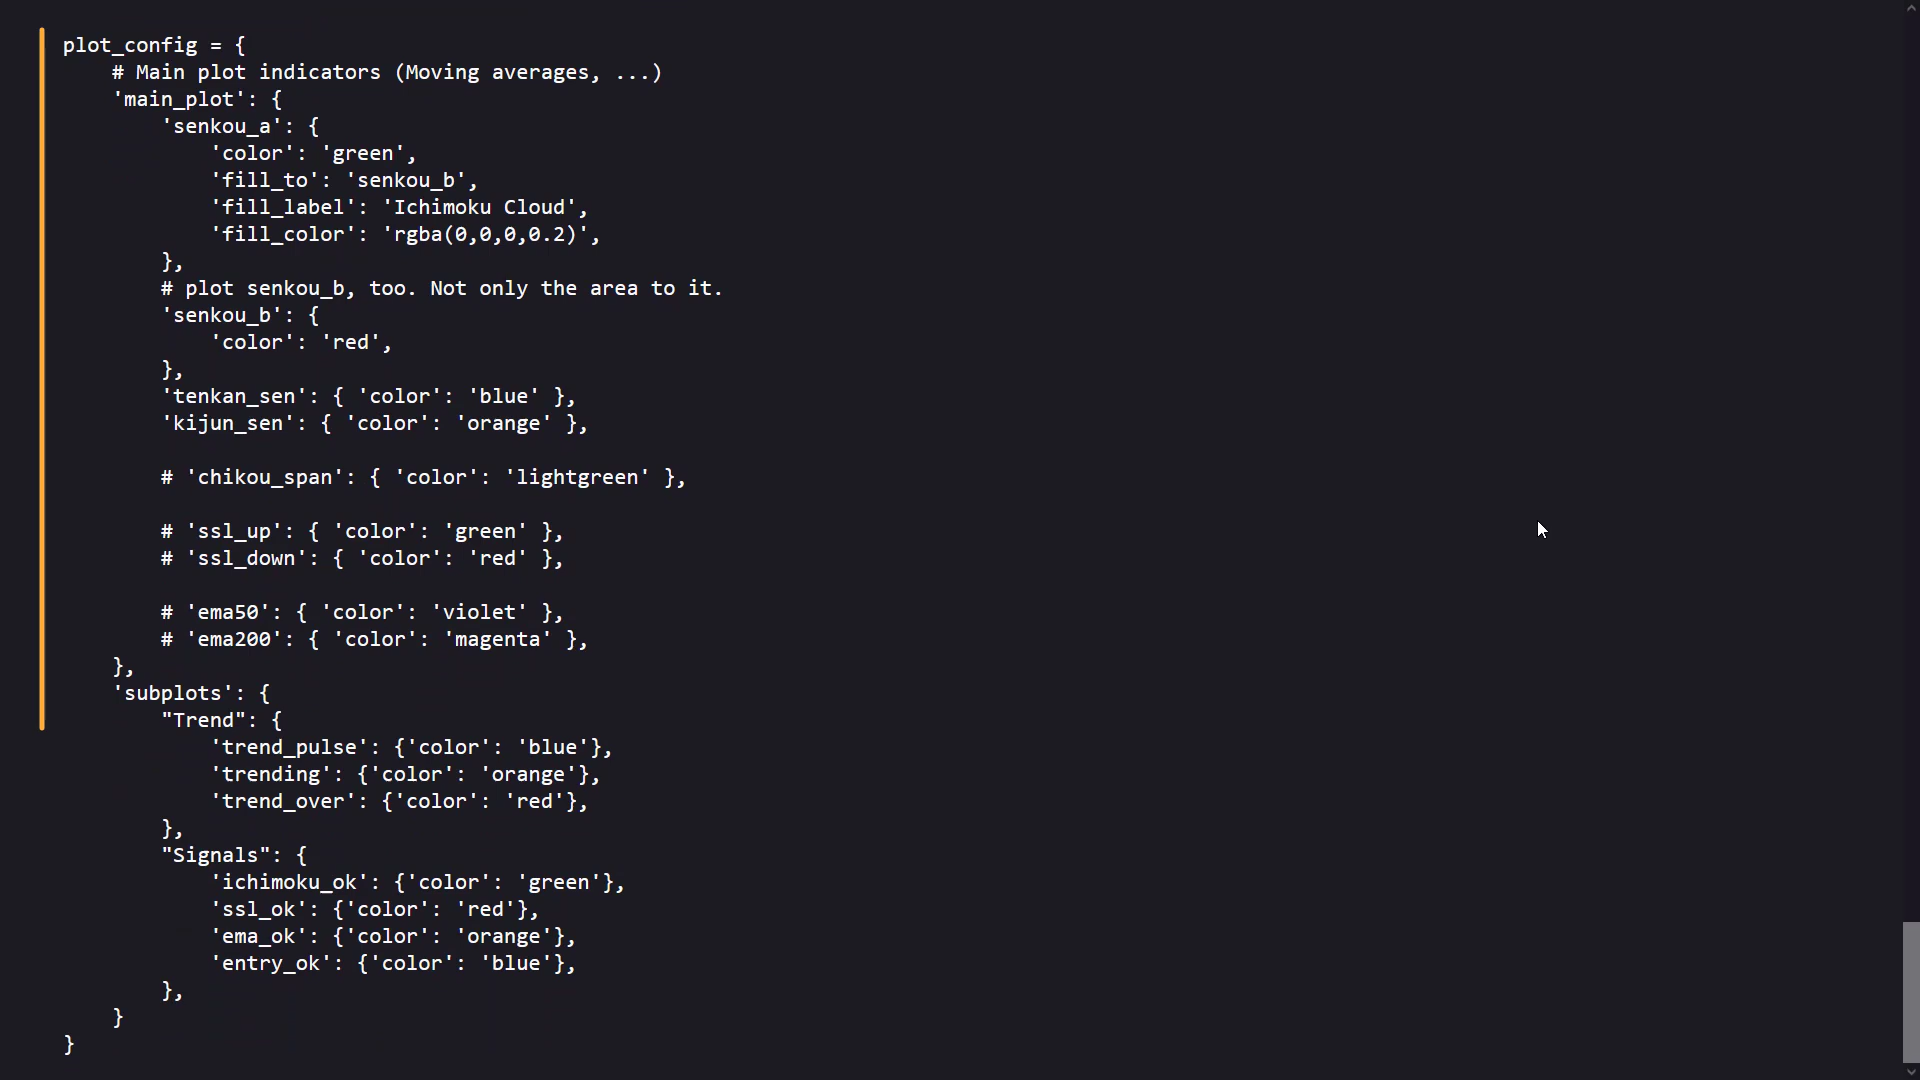 plot_config = {
    # Main plot indicators (Moving averages, ...)
    'main_plot': {
        'senkou_a': {
            'color': 'green',
            'fill_to': 'senkou_b',
            'fill_label': 'Ichimoku Cloud',
            'fill_color': 'rgba(0,0,0,0.2)',
        },
        # plot senkou_b, too. Not only the area to it.
        'senkou_b': {
            'color': 'red',
        },
        'tenkan_sen': { 'color': 'blue' },
        'kijun_sen': { 'color': 'orange' },

        # 'chikou_span': { 'color': 'lightgreen' },

        # 'ssl_up': { 'color': 'green' },
        # 'ssl_down': { 'color': 'red' },

        # 'ema50': { 'color': 'violet' },
        # 'ema200': { 'color': 'magenta' },
    },
    'subplots': {
        "Trend": {
            'trend_pulse': {'color': 'blue'},
            'trending': {'color': 'orange'},
            'trend_over': {'color': 'red'},
        },
        "Signals": {
            'ichimoku_ok': {'color': 'green'},
            'ssl_ok': {'color': 'red'},
            'ema_ok': {'color': 'orange'},
            'entry_ok': {'color': 'blue'},
        },
    }
}